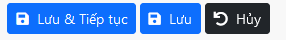 Lưu & Tiếp tục Lưu Hủy